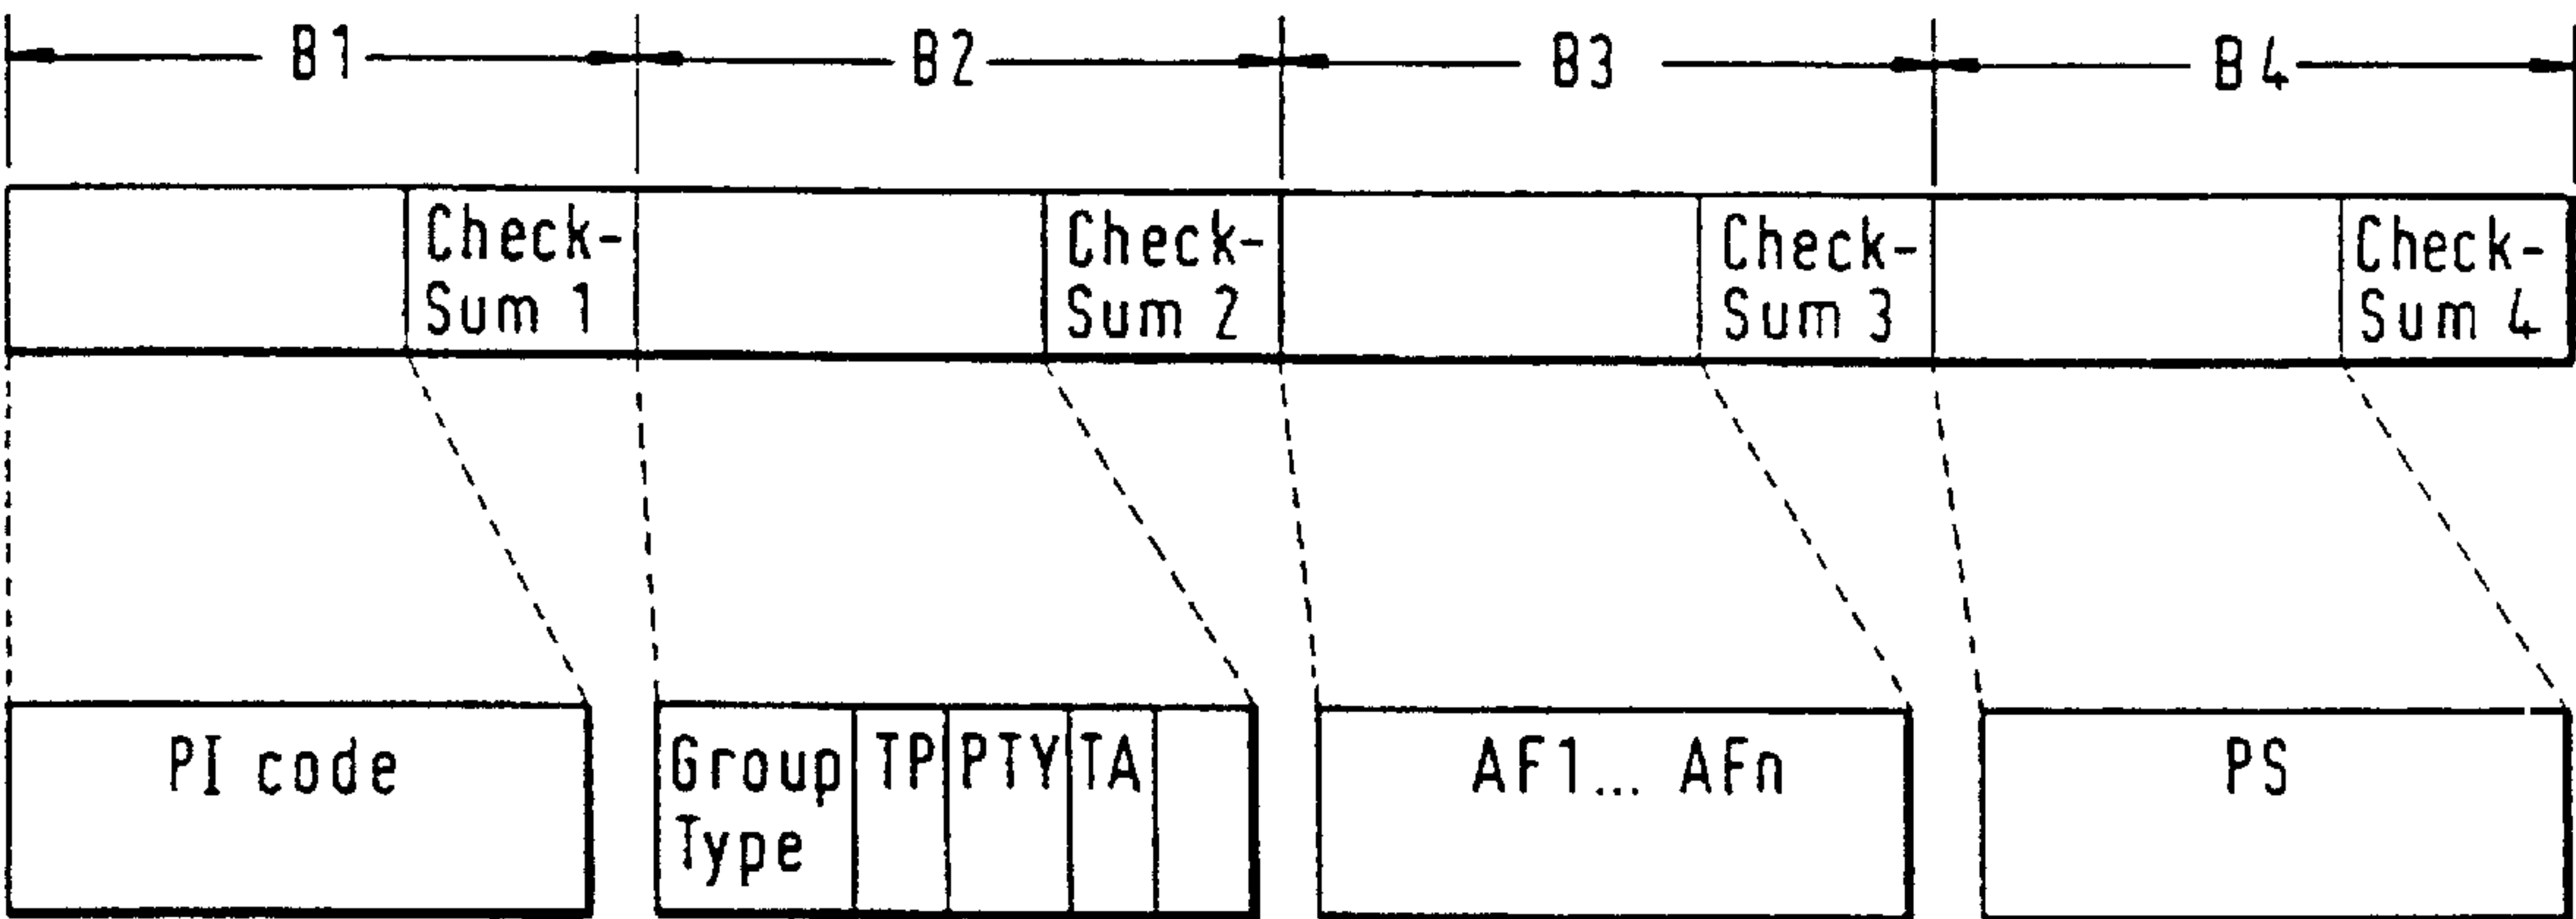 B1 B2 B3 B4
Check- Check- Check- Check-
Sum 1 Sum 2 Sum 3 Sum 4
PI code Group TP PTY TA AF1... AFn PS
Type